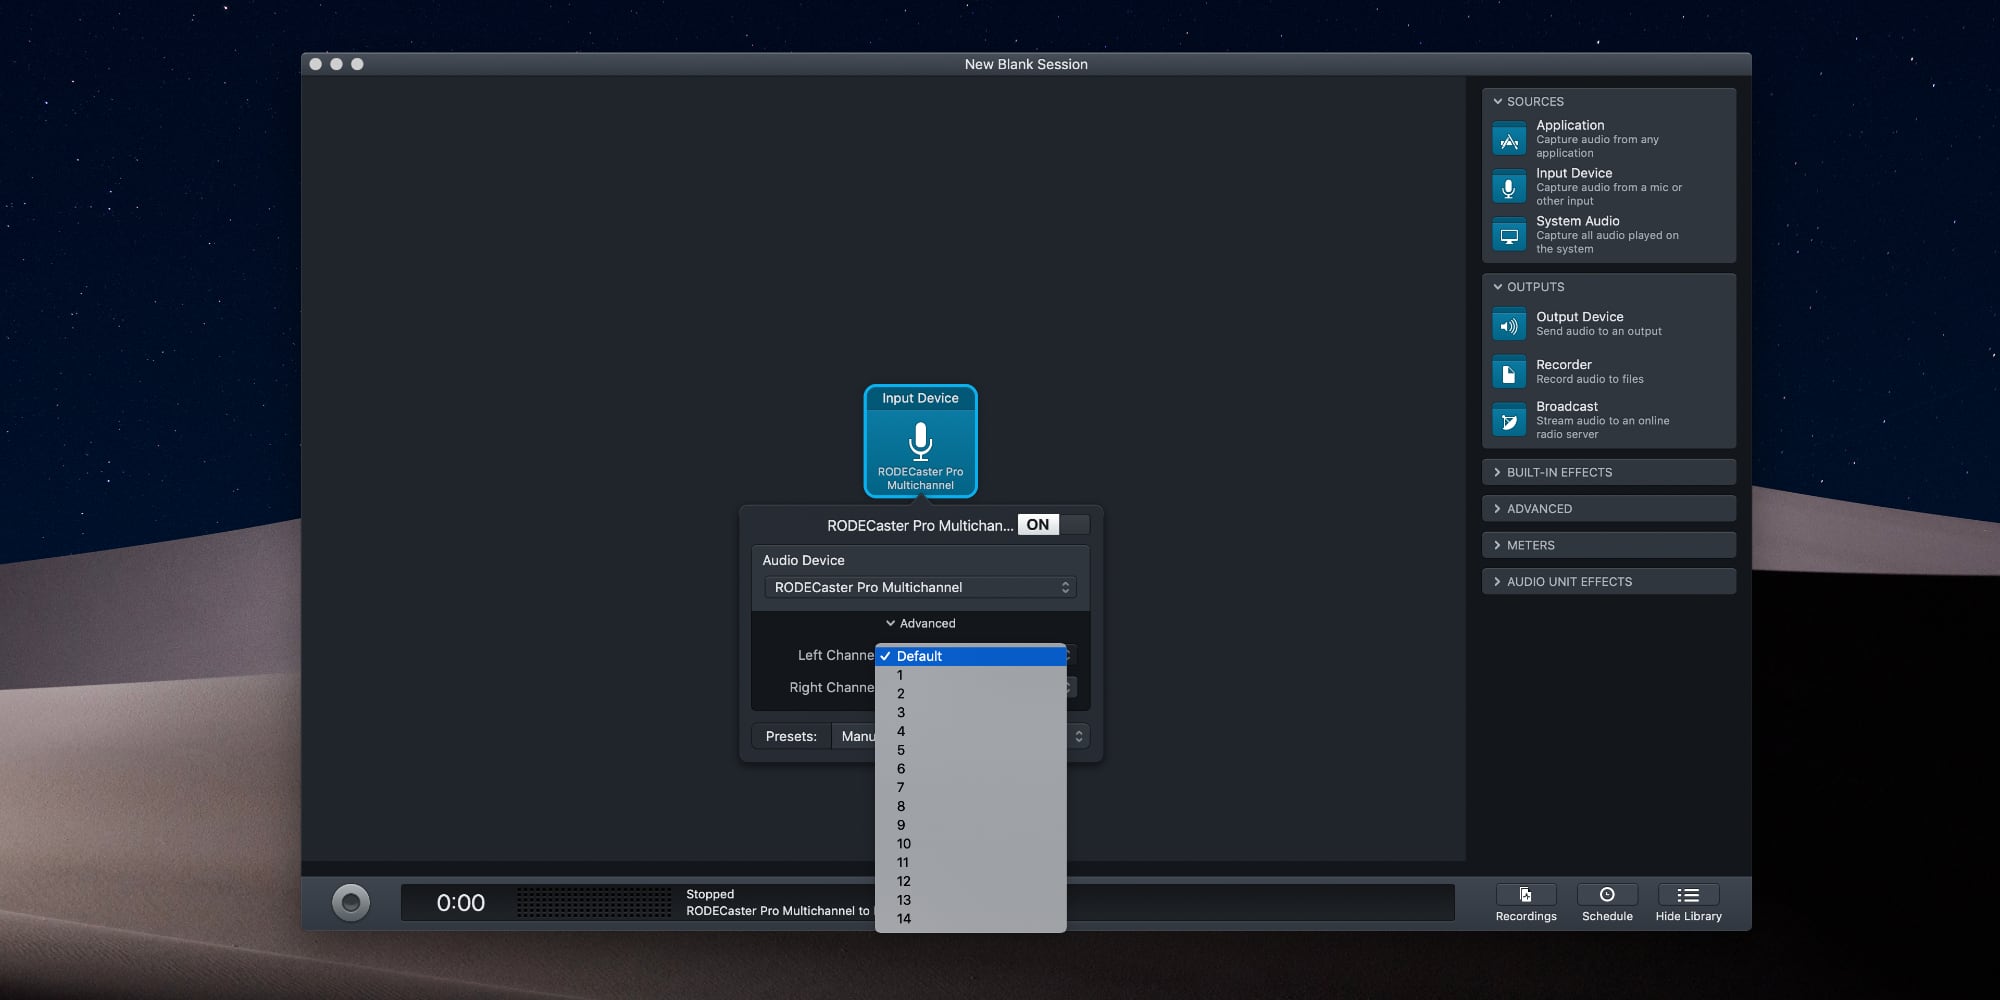 New Blank Session
SOURCES
Application
Capture audio from any
application
Input Device
Capture audio from a mic or
other input
System Audio
Capture all audio played on
the system
OUTPUTS
Output Device
Send audio to an output
Recorder
Record audio to files
Broadcast
Stream audio to an online
radio server
BUILT-IN EFFECTS
ADVANCED
METERS
AUDIO UNIT EFFECTS
Input Device
RODECaster Pro
Multichannel
RODECaster Pro Multichan... ON
Audio Device
RODECaster Pro Multichannel
Advanced
Left Channe
Right Channe
Presets: Manu
Default
1
2
3
4
5
6
7
8
9
10
11
12
13
14
0:00
Stopped
RODECaster Pro Multichannel to
Recordings
Schedule
Hide Library